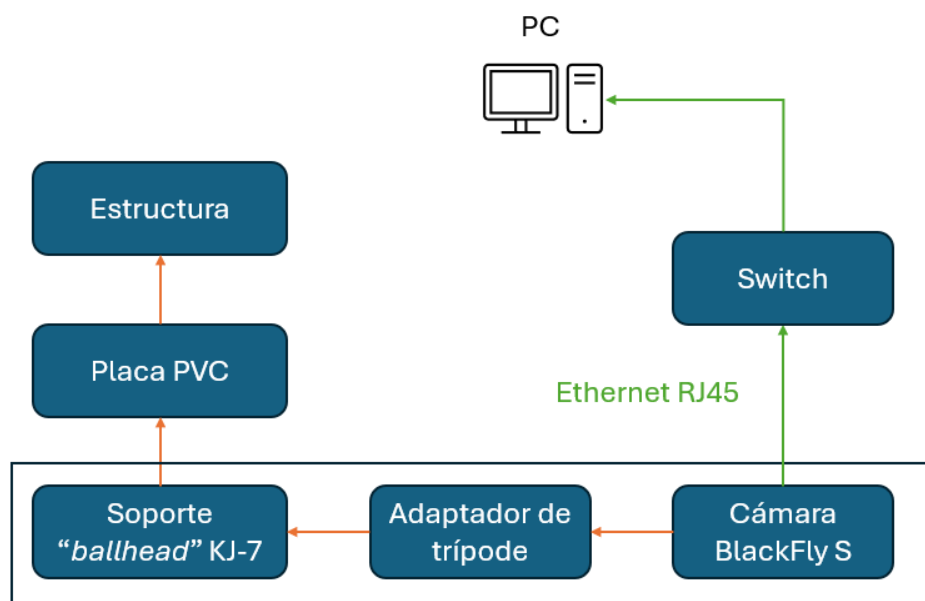 PC
Estructura
Switch
Placa PVC
Ethernet RJ45
Soporte
“ballhead” KJ-7
Adaptador de
trípode
Cámara
BlackFly S